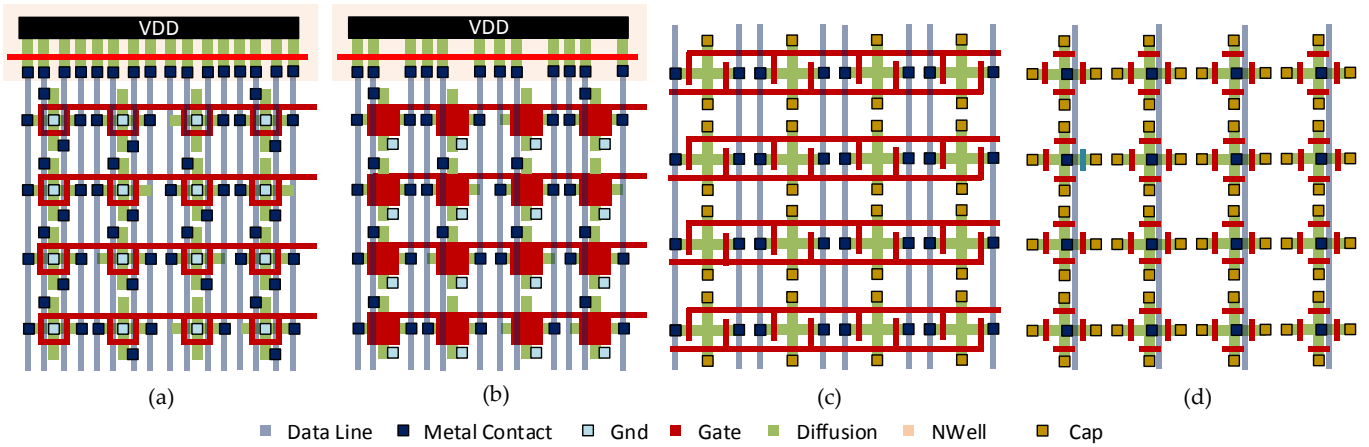 VDD
VDD
(a)
(b)
(c)
(d)
Data Line
Metal Contact
Gnd
Gate
Diffusion
NWell
Cap